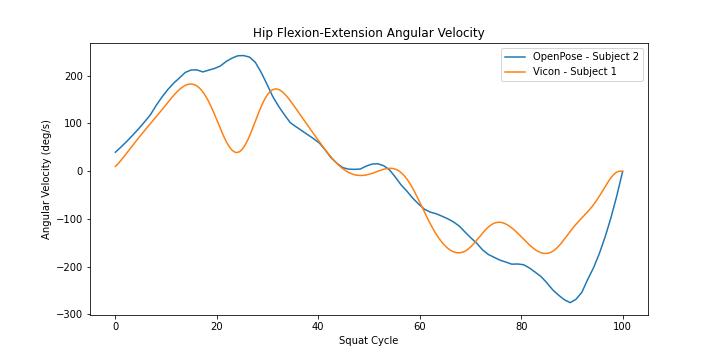 Hip Flexion-Extension Angular Velocity
OpenPose - Subject 2
Vicon - Subject 1
Angular Velocity (deg/s)
200
100
0
−100
−200
−300
0 20 40 60 80 100
Squat Cycle